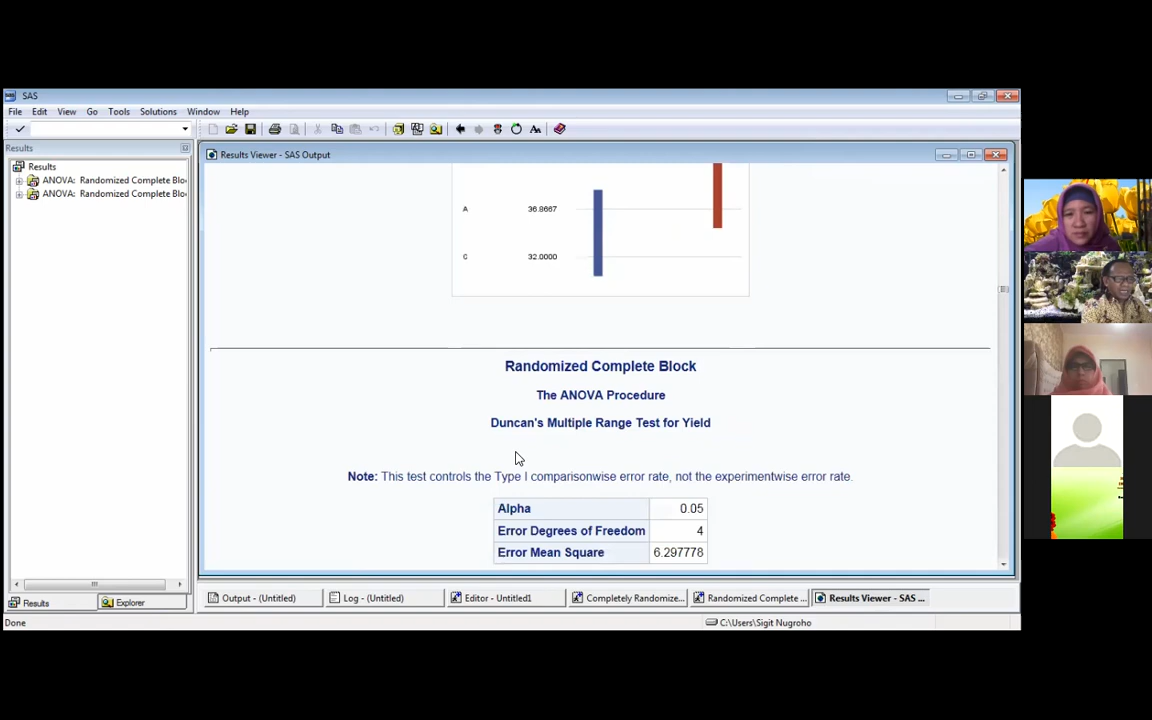 SAS
File Edit View Go Tools Solutions Window Help
Results
Results Viewer - SAS Output
Results
ANOVA: Randomized Complete Blo
ANOVA: Randomized Complete Blo
A 36.8667
C 32.0000
Randomized Complete Block
The ANOVA Procedure
Duncan's Multiple Range Test for Yield
Note: This test controls the Type I comparisonwise error rate, not the experimentwise error rate.
Alpha 0.05
Error Degrees of Freedom 4
Error Mean Square 6.297778
Results Explorer
Output - (Untitled) Log - (Untitled) Editor - Untitled1 Completely Randomize... Randomized Complete ... Results Viewer - SAS ...
Done C:\Users\Sigit Nugroho